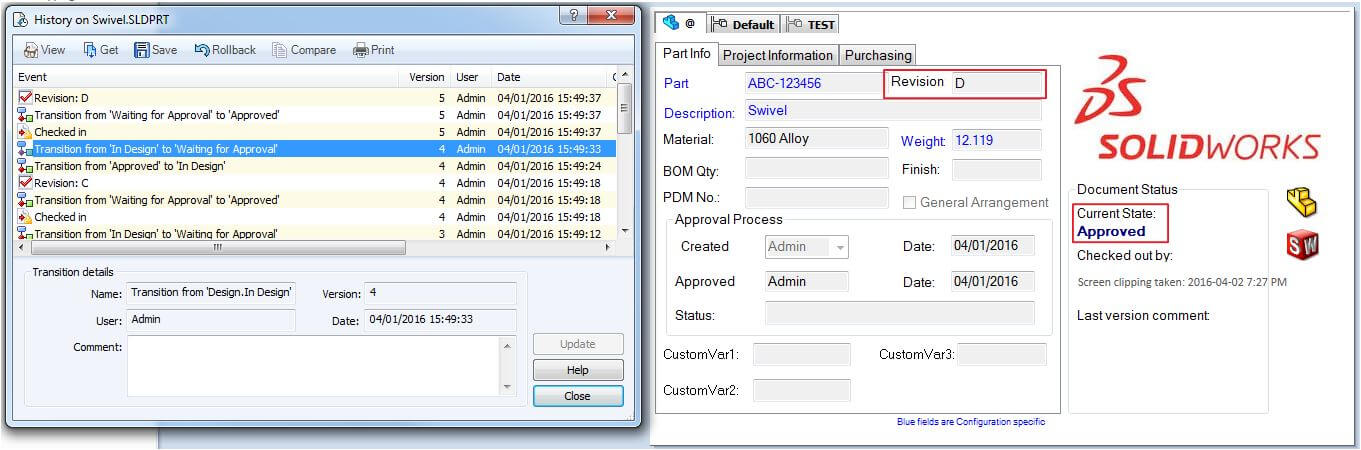 History on Swivel.SLDPRT
View Get Save Rollback Compare Print
Event Version User Date
Revision: D 5 Admin 04/01/2016 15:49:37
Transition from 'Waiting for Approval' to 'Approved' 5 Admin 04/01/2016 15:49:37
Checked in 5 Admin 04/01/2016 15:49:37
Transition from 'In Design' to 'Waiting for Approval' 4 Admin 04/01/2016 15:49:33
Transition from 'Approved' to 'In Design' 4 Admin 04/01/2016 15:49:24
Revision: C 4 Admin 04/01/2016 15:49:18
Transition from 'Waiting for Approval' to 'Approved' 4 Admin 04/01/2016 15:49:18
Checked in 4 Admin 04/01/2016 15:49:18
Transition from 'In Design' to 'Waiting for Approval' 3 Admin 04/01/2016 15:49:12
Transition details
Name: Transition from 'Design.In Design' Version: 4
User: Admin Date: 04/01/2016 15:49:33
Comment:
Update
Help
Close
@ Default TEST
Part Info Project Information Purchasing
Part ABC-123456 Revision D
Description: Swivel
Material: 1060 Alloy Weight: 12.119
BOM Qty: Finish:
PDM No.: General Arrangement
Approval Process
Created Admin Date: 04/01/2016
Approved Admin Date: 04/01/2016
Status:
CustomVar1: CustomVar3:
CustomVar2:
Blue fields are Configuration specific
SOLIDWORKS
Document Status
Current State:
Approved
Checked out by:
Screen clipping taken: 2016-04-02 7:27 PM
Last version comment:
SW